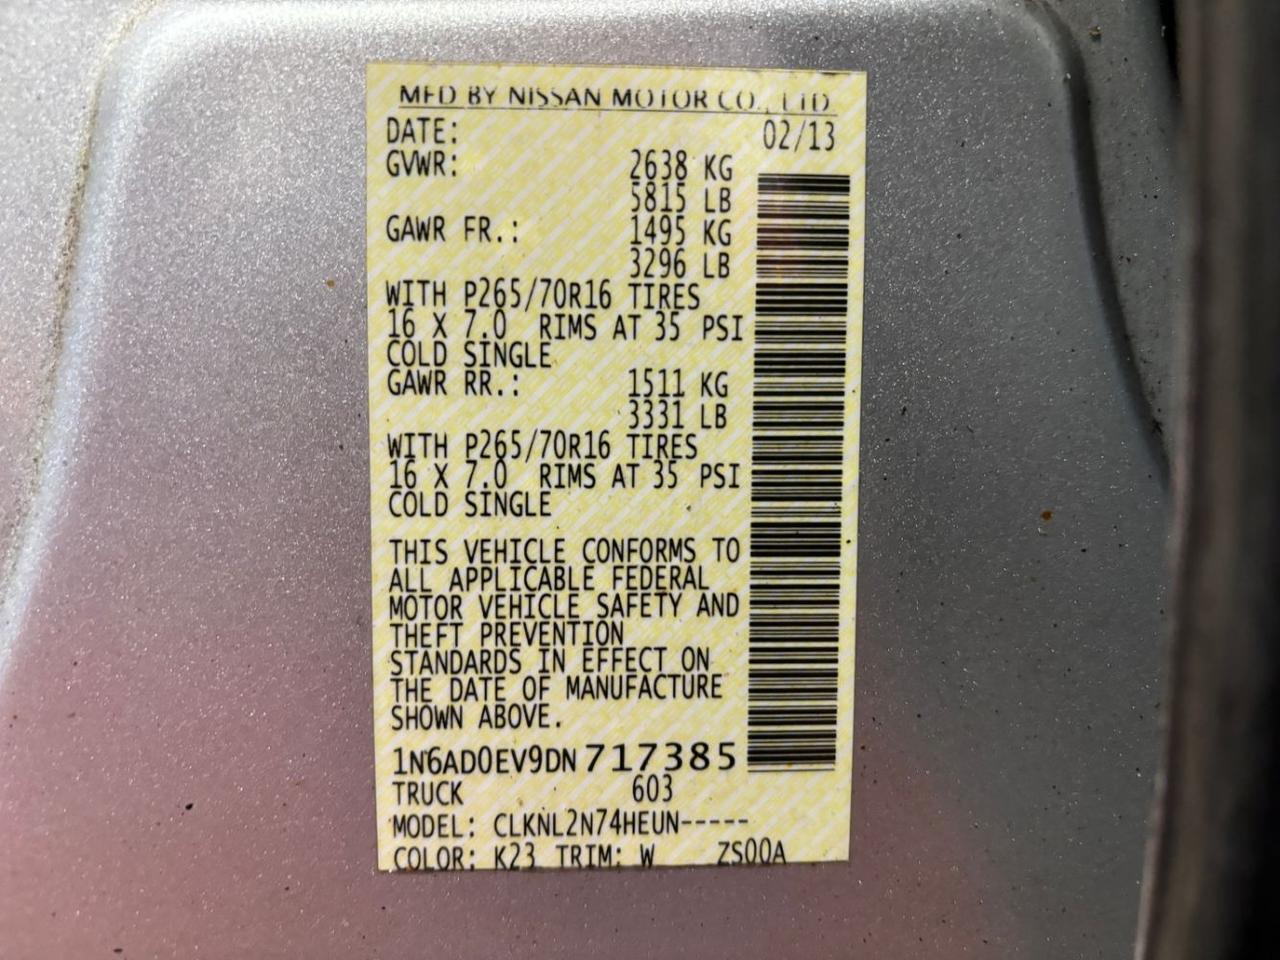 MFD BY NISSAN MOTOR CO., LTD
DATE: 02/13
GVWR: 2638 KG
5815 LB
GAWR FR.: 1495 KG
3296 LB
WITH P265/70R16 TIRES
16 X 7.0 RIMS AT 35 PSI
COLD SINGLE
GAWR RR.: 1511 KG
3331 LB
WITH P265/70R16 TIRES
16 X 7.0 RIMS AT 35 PSI
COLD SINGLE
THIS VEHICLE CONFORMS TO
ALL APPLICABLE FEDERAL
MOTOR VEHICLE SAFETY AND
THEFT PREVENTION
STANDARDS IN EFFECT ON
THE DATE OF MANUFACTURE
SHOWN ABOVE.
1N6AD0EV9DN717385
TRUCK 603
MODEL: CLKNL2N74HEUN-----
COLOR: K23 TRIM: W ZS00A